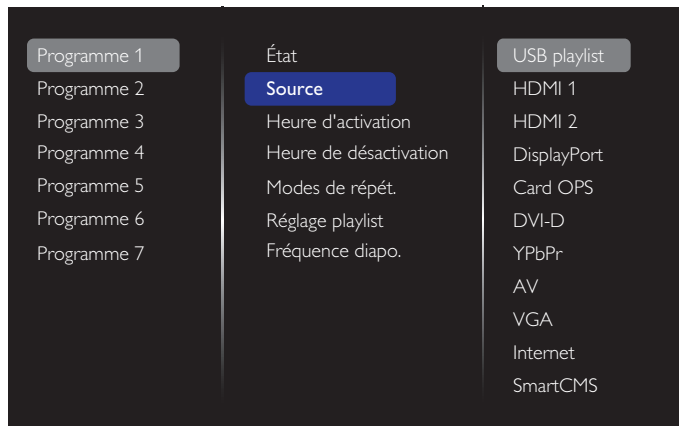 Programme 1
Programme 2
Programme 3
Programme 4
Programme 5
Programme 6
Programme 7
État
Source
Heure d'activation
Heure de désactivation
Modes de répét.
Réglage playlist
Fréquence diapo.
USB playlist
HDMI 1
HDMI 2
DisplayPort
Card OPS
DVI-D
YPbPr
AV
VGA
Internet
SmartCMS